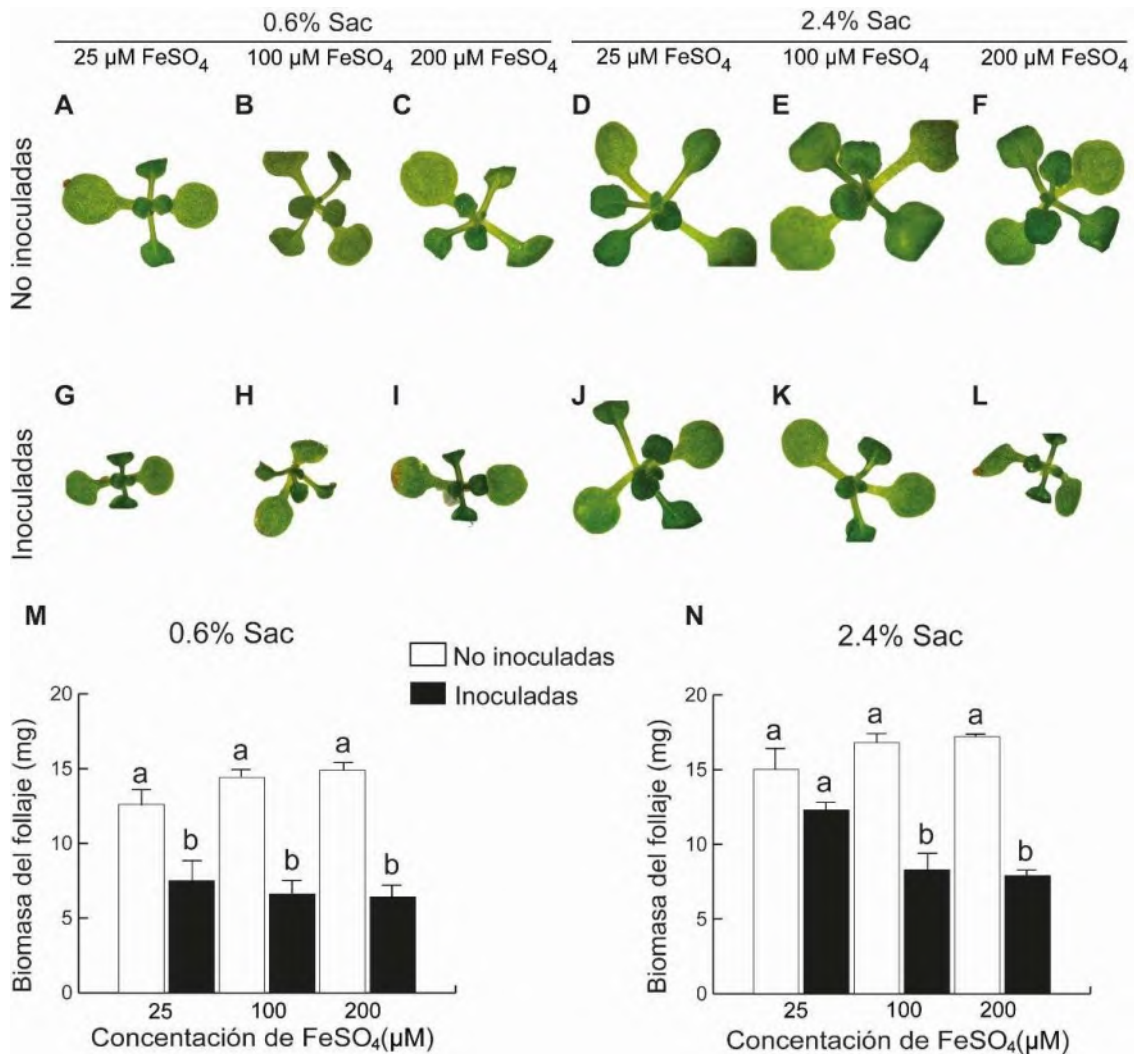 0.6% Sac
2.4% Sac
25 µM FeSO₄
100 µM FeSO₄
200 µM FeSO₄
25 µM FeSO₄
100 µM FeSO₄
200 µM FeSO₄
No inoculadas
A
B
C
D
E
F
Inoculadas
G
H
I
J
K
L
M
0.6% Sac
No inoculadas
Inoculadas
Biomasa del follaje (mg)
20
15
10
5
0
a
b
a
b
a
b
25
100
200
Concentación de FeSO₄(µM)
N
2.4% Sac
Biomasa del follaje (mg)
20
15
10
5
0
a
a
a
b
a
b
25
100
200
Concentación de FeSO₄(µM)